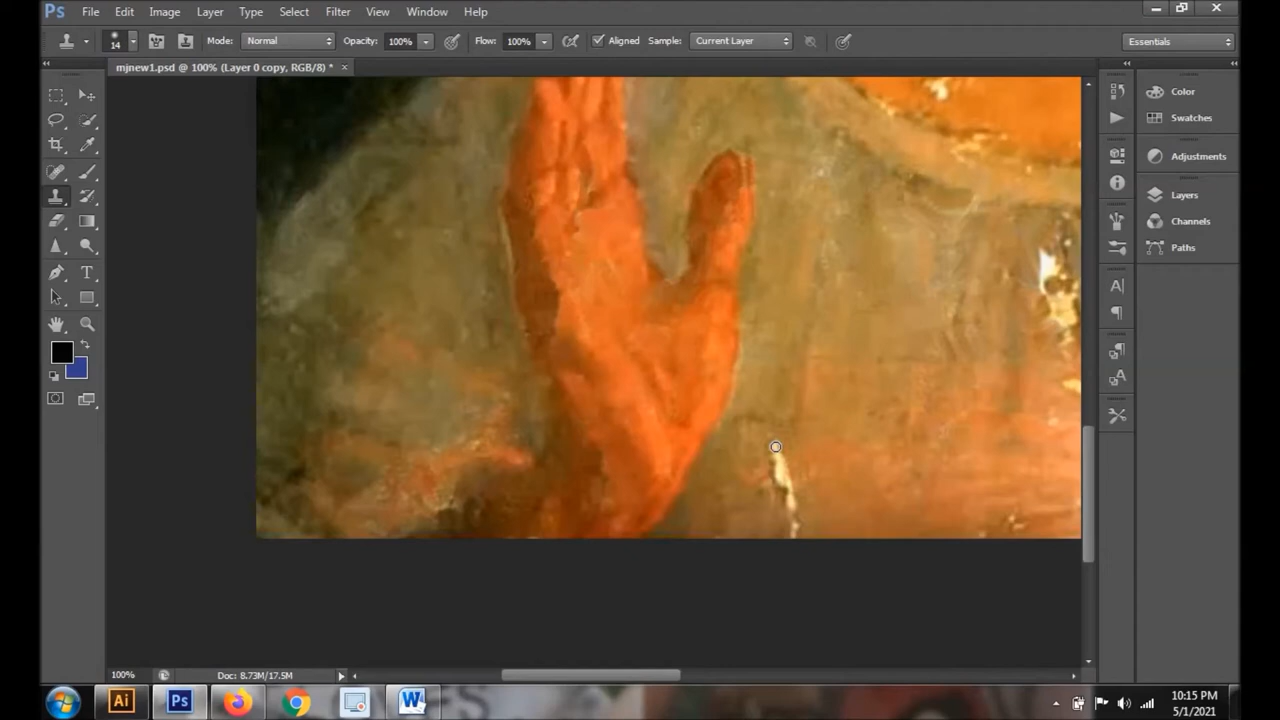 Ps File Edit Image Layer Type Select Filter View Window Help
14 Mode: Normal Opacity: 100% Flow: 100% Aligned Sample: Current Layer Essentials
mjnew1.psd @ 100% (Layer 0 copy, RGB/8) * ×
Color
Swatches
Adjustments
Layers
Channels
Paths
100% Doc: 8.73M/17.5M
Ai Ps W 10:15 PM
5/1/2021